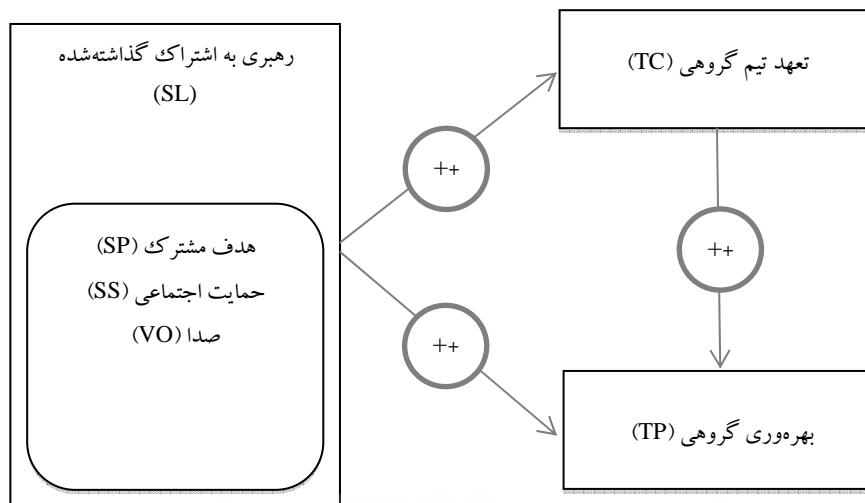 رهبری به اشتراک گذاشته‌شده
(SL)
هدف مشترک (SP)
حمایت اجتماعی (SS)
صدا (VO)
تعهد تیم گروهی (TC)
++
++
++
بهره‌وری گروهی (TP)